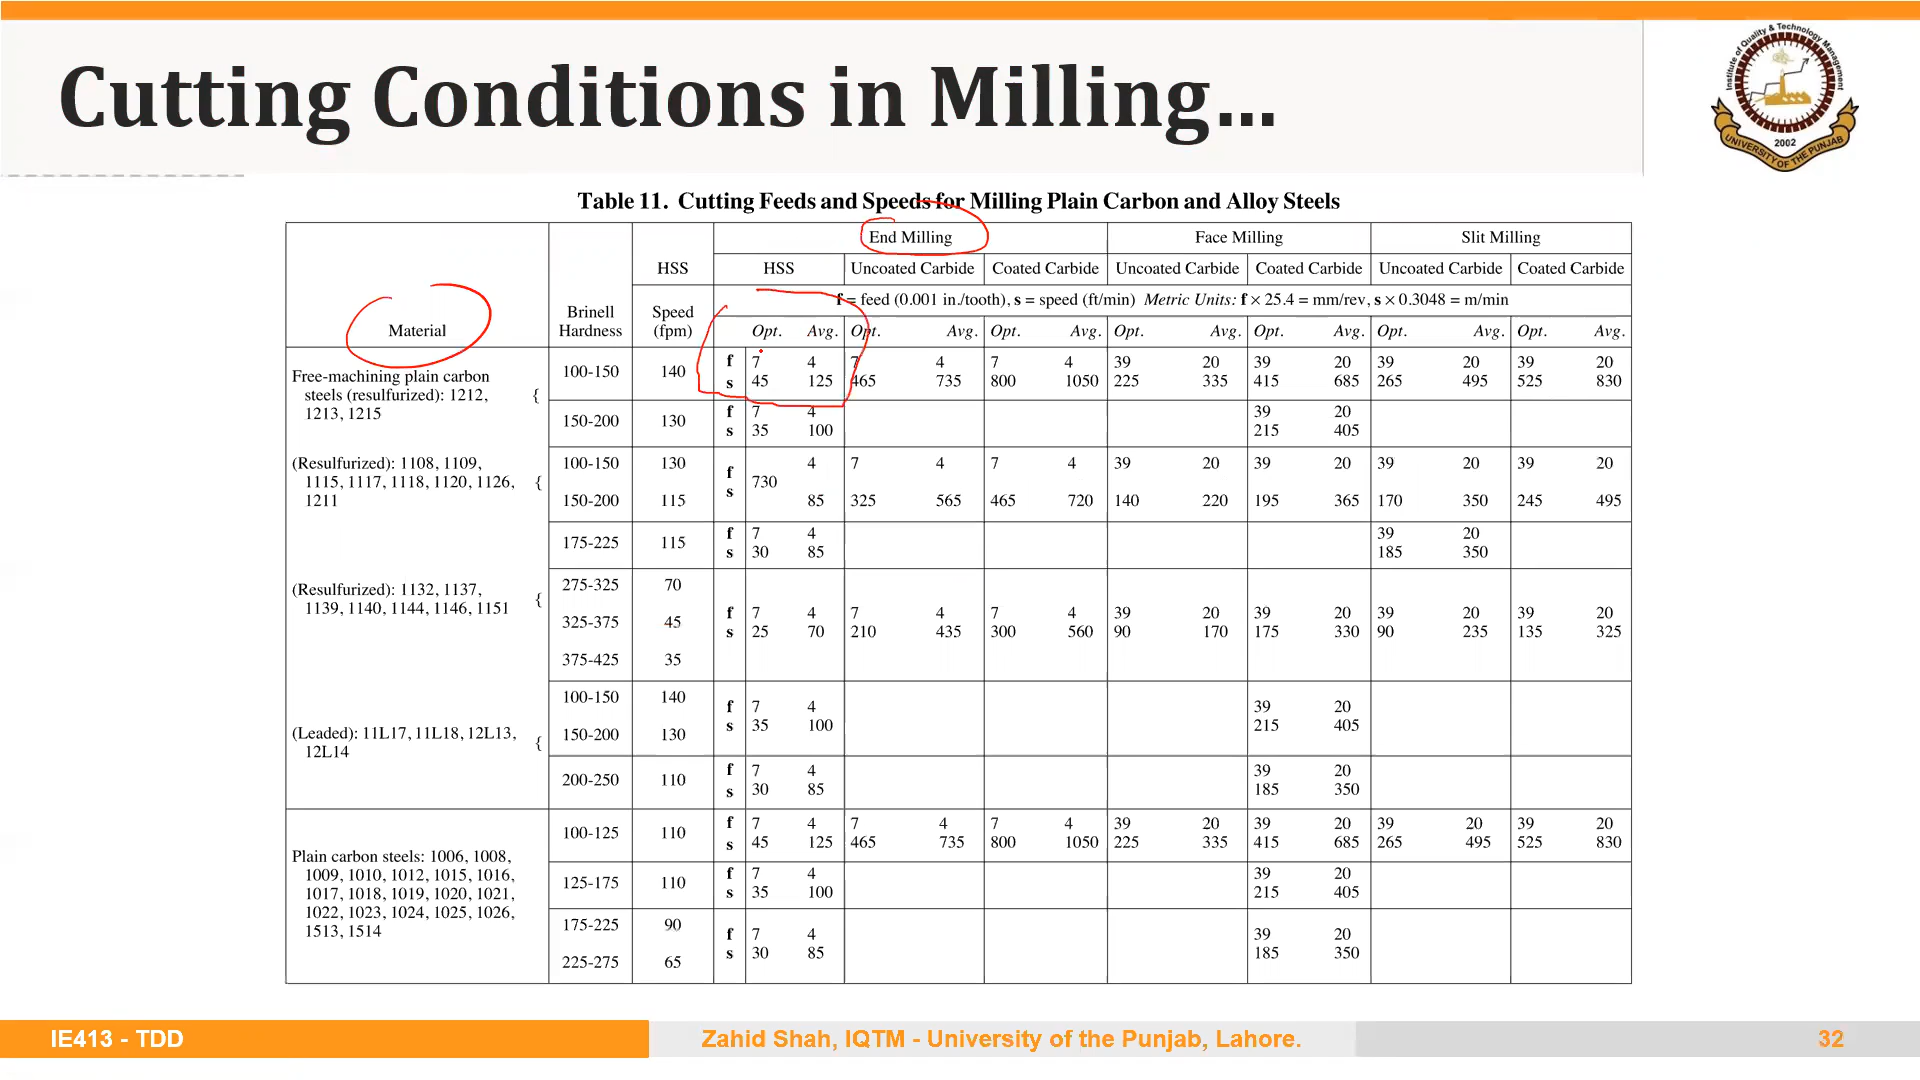 Cutting Conditions in Milling...
Institute of Quality & Technology Management
2002
UNIVERSITY OF THE PUNJAB
Table 11. Cutting Feeds and Speeds for Milling Plain Carbon and Alloy Steels
End Milling Face Milling Slit Milling
HSS HSS Uncoated Carbide Coated Carbide Uncoated Carbide Coated Carbide Uncoated Carbide Coated Carbide
f = feed (0.001 in./tooth), s = speed (ft/min) Metric Units: f × 25.4 = mm/rev, s × 0.3048 = m/min
Material
Brinell
Hardness
Speed
(fpm)
Opt. Avg. Opt. Avg. Opt. Avg. Opt. Avg. Opt. Avg. Opt. Avg. Opt. Avg.
Free-machining plain carbon
steels (resulfurized): 1212, {
1213, 1215
100-150 140
f 7 4 7 4 7 4 39 20 39 20 39 20 39 20
s 45 125 465 735 800 1050 225 335 415 685 265 495 525 830
150-200 130
f 7 4 39 20
s 35 100 215 405
(Resulfurized): 1108, 1109,
1115, 1117, 1118, 1120, 1126, {
1211
100-150 130
150-200 115
f 4 7 4 7 4 39 20 39 20 39 20 39 20
730
s 85 325 565 465 720 140 220 195 365 170 350 245 495
175-225 115
f 7 4 39 20
s 30 85 185 350
(Resulfurized): 1132, 1137,
1139, 1140, 1144, 1146, 1151 {
275-325 70
325-375 45
375-425 35
f 7 4 7 4 7 4 39 20 39 20 39 20 39 20
s 25 70 210 435 300 560 90 170 175 330 90 235 135 325
(Leaded): 11L17, 11L18, 12L13, {
12L14
100-150 140
150-200 130
f 7 4 39 20
s 35 100 215 405
200-250 110
f 7 4 39 20
s 30 85 185 350
Plain carbon steels: 1006, 1008,
1009, 1010, 1012, 1015, 1016,
1017, 1018, 1019, 1020, 1021,
1022, 1023, 1024, 1025, 1026,
1513, 1514
100-125 110
f 7 4 7 4 7 4 39 20 39 20 39 20 39 20
s 45 125 465 735 800 1050 225 335 415 685 265 495 525 830
125-175 110
f 7 4 39 20
s 35 100 215 405
175-225 90
225-275 65
f 7 4 39 20
s 30 85 185 350
IE413 - TDD
Zahid Shah, IQTM - University of the Punjab, Lahore.
32